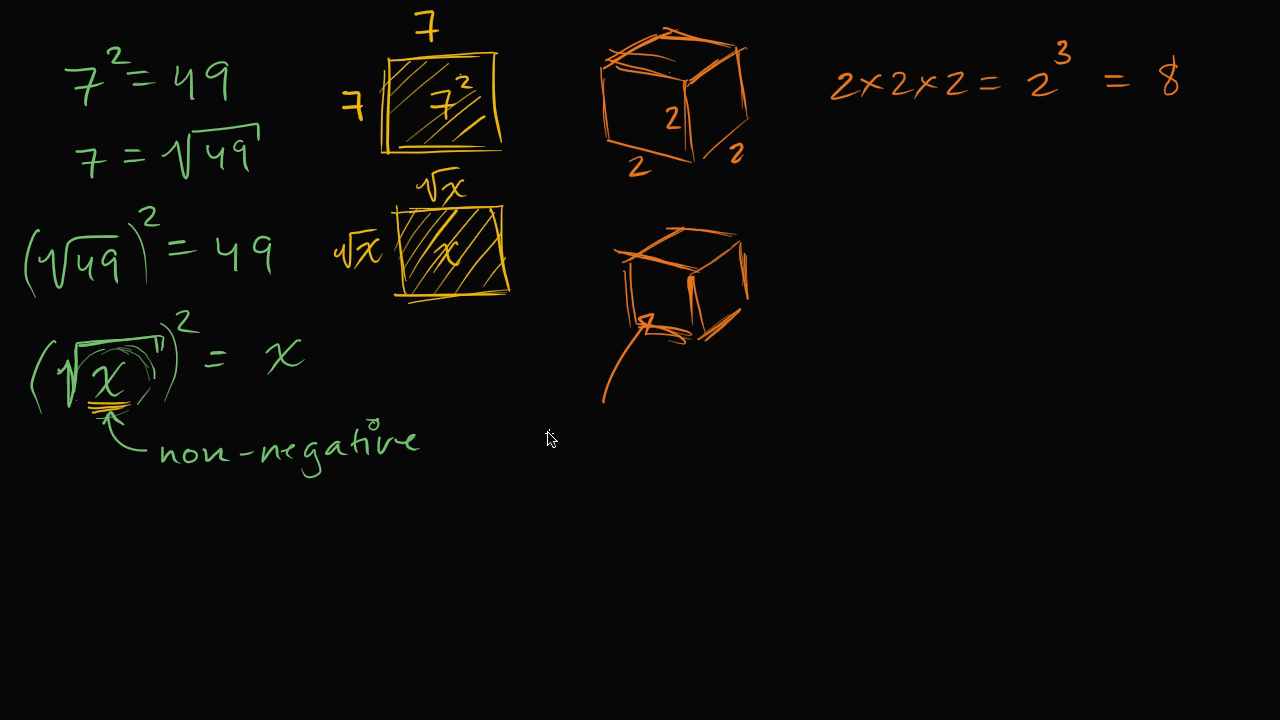 7² = 49
7 = √49
(√49)² = 49
(√x)² = x
non-negative
7
7
7²
√x
√x
x
2
2
2
2×2×2 = 2³ = 8